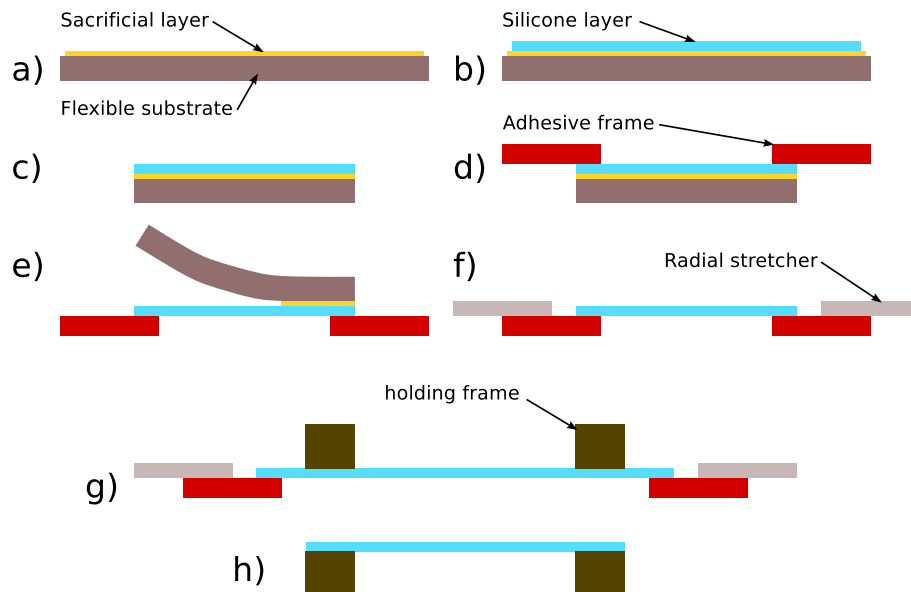 Sacrificial layer
a)
Flexible substrate
Silicone layer
b)
c)
Adhesive frame
d)
e)
f)
Radial stretcher
holding frame
g)
h)